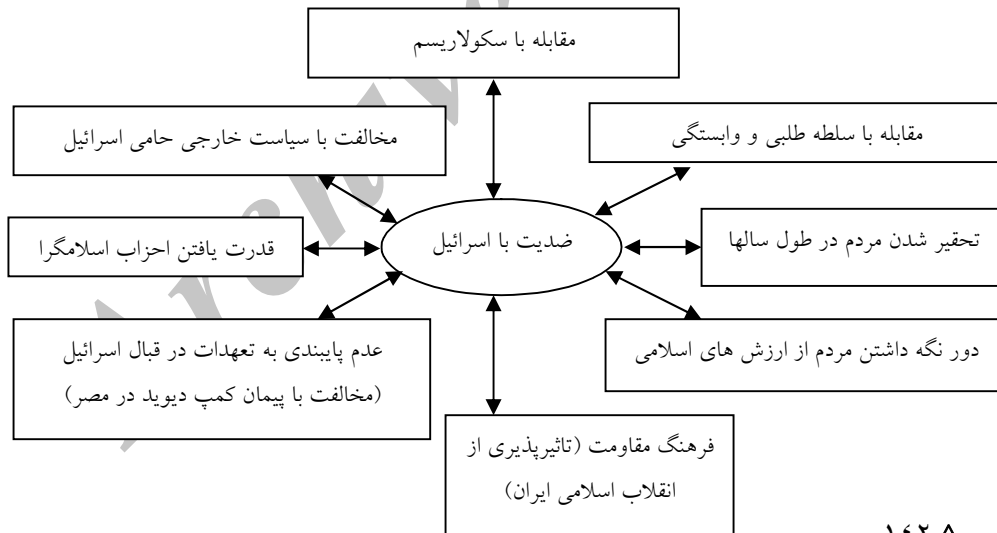 مقابله با سکولاریسم
مخالفت با سیاست خارجی حامی اسرائیل
مقابله با سلطه طلبی و وابستگی
قدرت یافتن احزاب اسلامگرا
ضدیت با اسرائیل
تحقیر شدن مردم در طول سالها
عدم پایبندی به تعهدات در قبال اسرائیل
(مخالفت با پیمان کمپ دیوید در مصر)
دور نگه داشتن مردم از ارزش های اسلامی
فرهنگ مقاومت (تاثیرپذیری از
انقلاب اسلامی ایران)